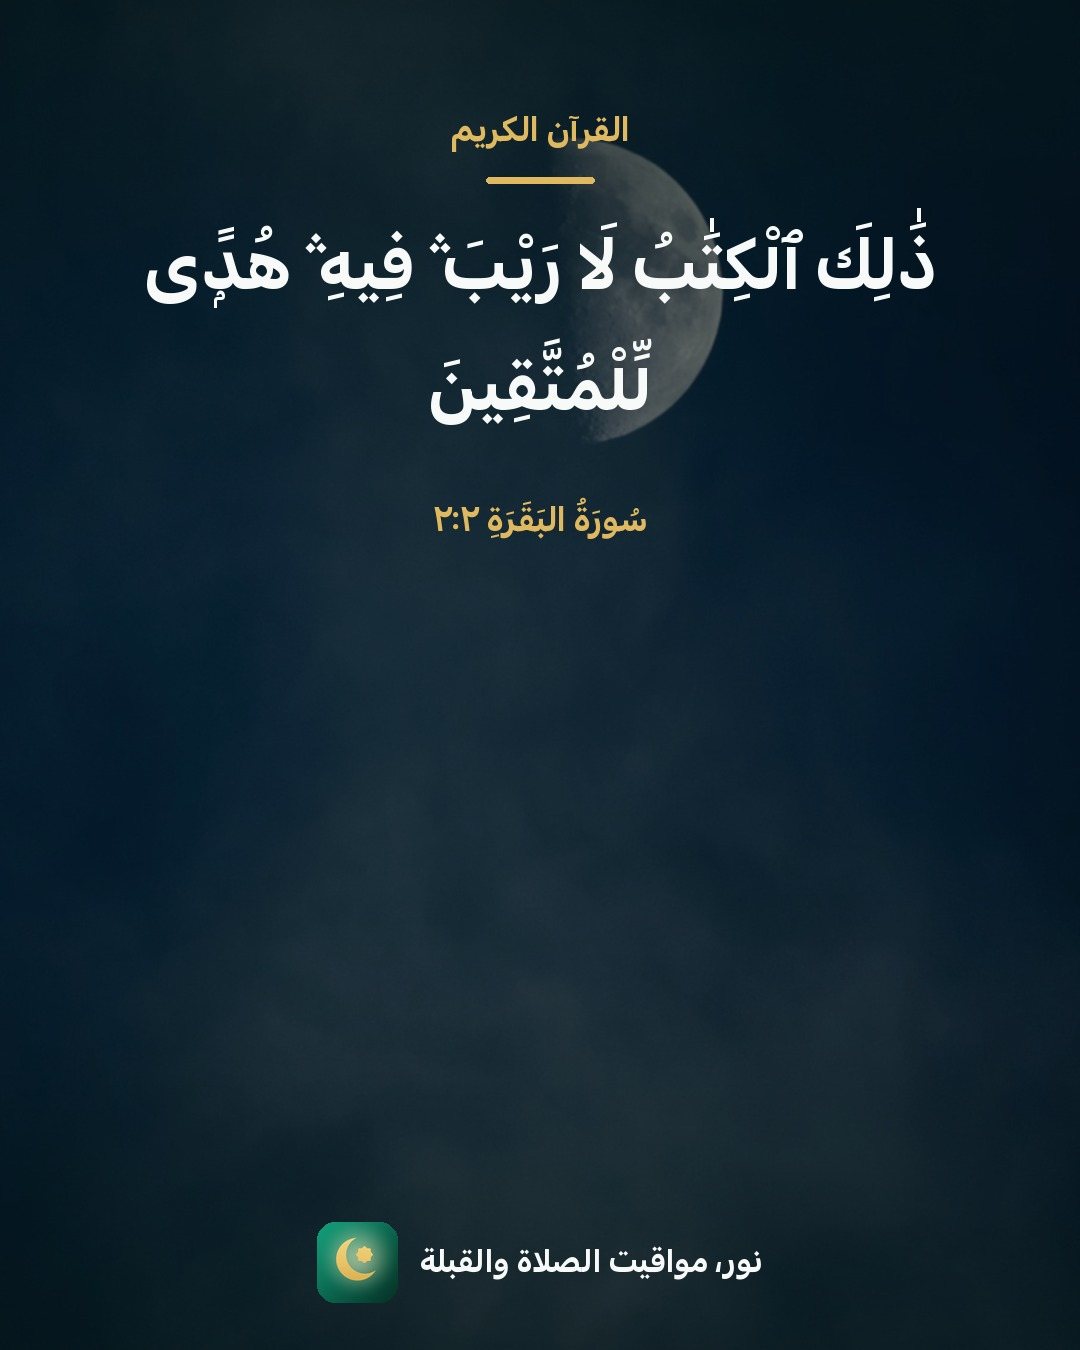 القرآن الكريم
ذَٰلِكَ ٱلْكِتَٰبُ لَا رَيْبَ ۛ فِيهِ ۛ هُدًۭى
لِّلْمُتَّقِينَ
سُورَةُ البَقَرَةِ ٢:٢
نور، مواقيت الصلاة والقبلة